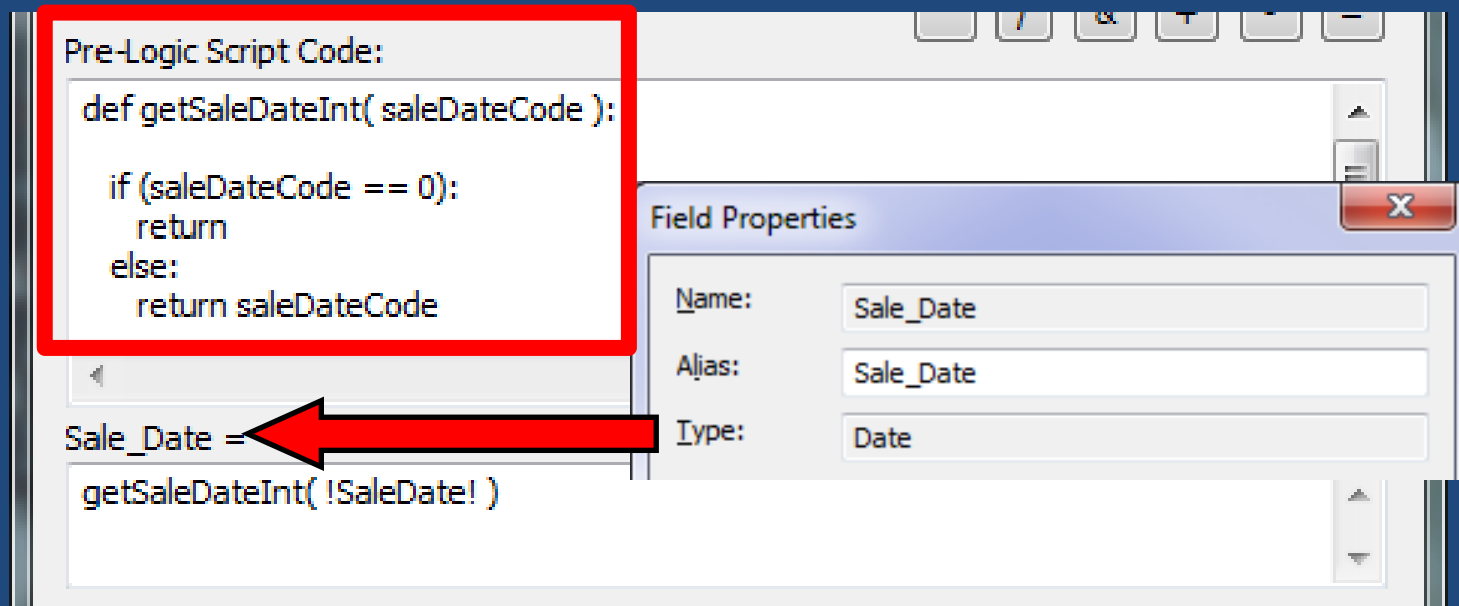 Pre-Logic Script Code:
def getSaleDateInt( saleDateCode ):
if (saleDateCode == 0):
return
else:
return saleDateCode
Field Properties
Name: Sale_Date
Alias: Sale_Date
Type: Date
Sale_Date =
getSaleDateInt( !SaleDate! )